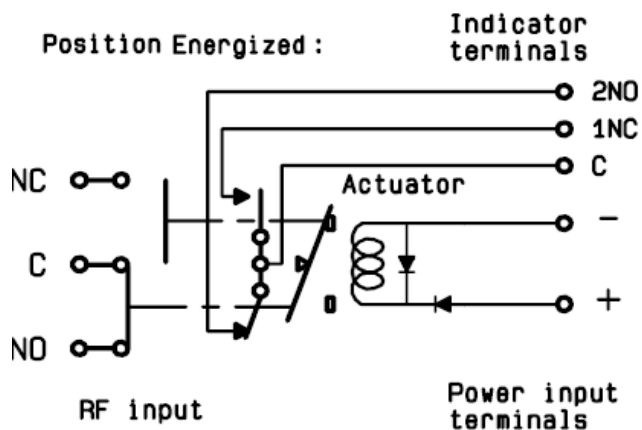 Position Energized :
Indicator
terminals
2NO
1NC
C
NC
Actuator
-
C
+
NO
RF input
Power input
terminals